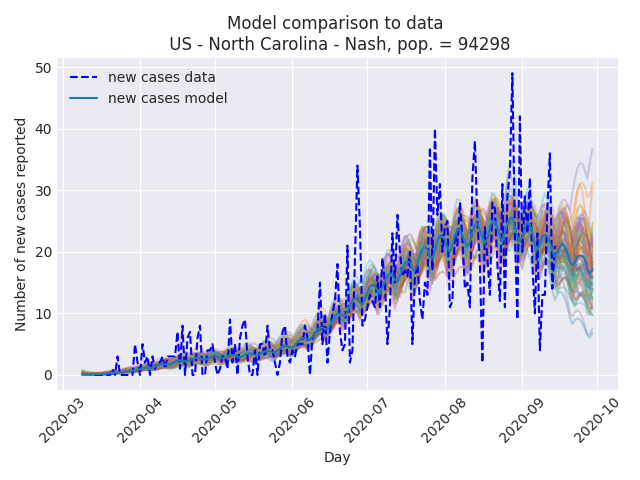 Model comparison to data
US - North Carolina - Nash, pop. = 94298
new cases data
new cases model
Number of new cases reported
50
40
30
20
10
0
2020-03
2020-04
2020-05
2020-06
2020-07
2020-08
2020-09
2020-10
Day